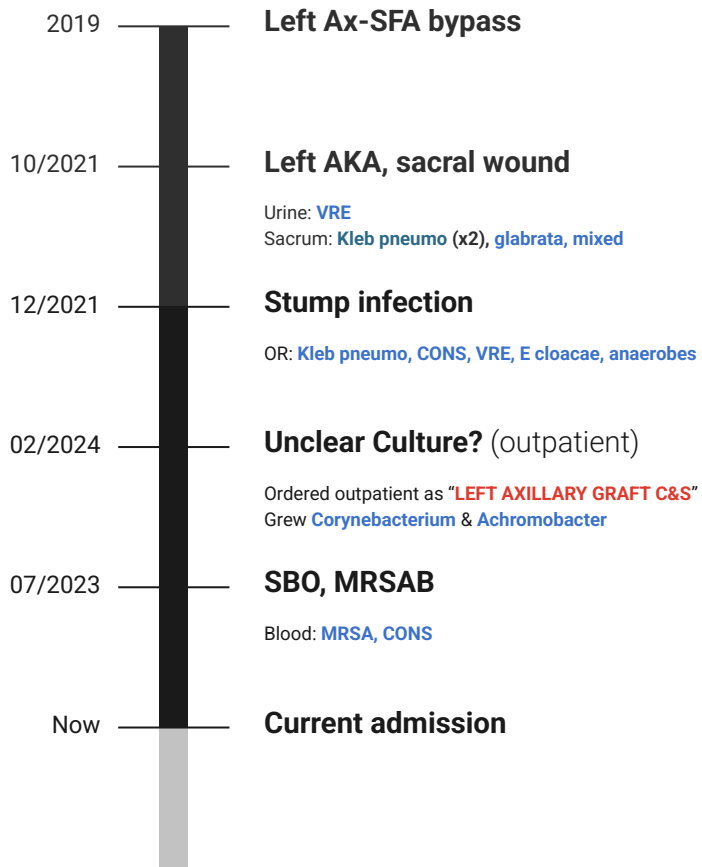 2019 Left Ax-SFA bypass
10/2021 Left AKA, sacral wound
Urine: VRE
Sacrum: Kleb pneumo (x2), glabrata, mixed
12/2021 Stump infection
OR: Kleb pneumo, CONS, VRE, E cloacae, anaerobes
02/2024 Unclear Culture? (outpatient)
Ordered outpatient as “LEFT AXILLARY GRAFT C&S”
Grew Corynebacterium & Achromobacter
07/2023 SBO, MRSAB
Blood: MRSA, CONS
Now Current admission